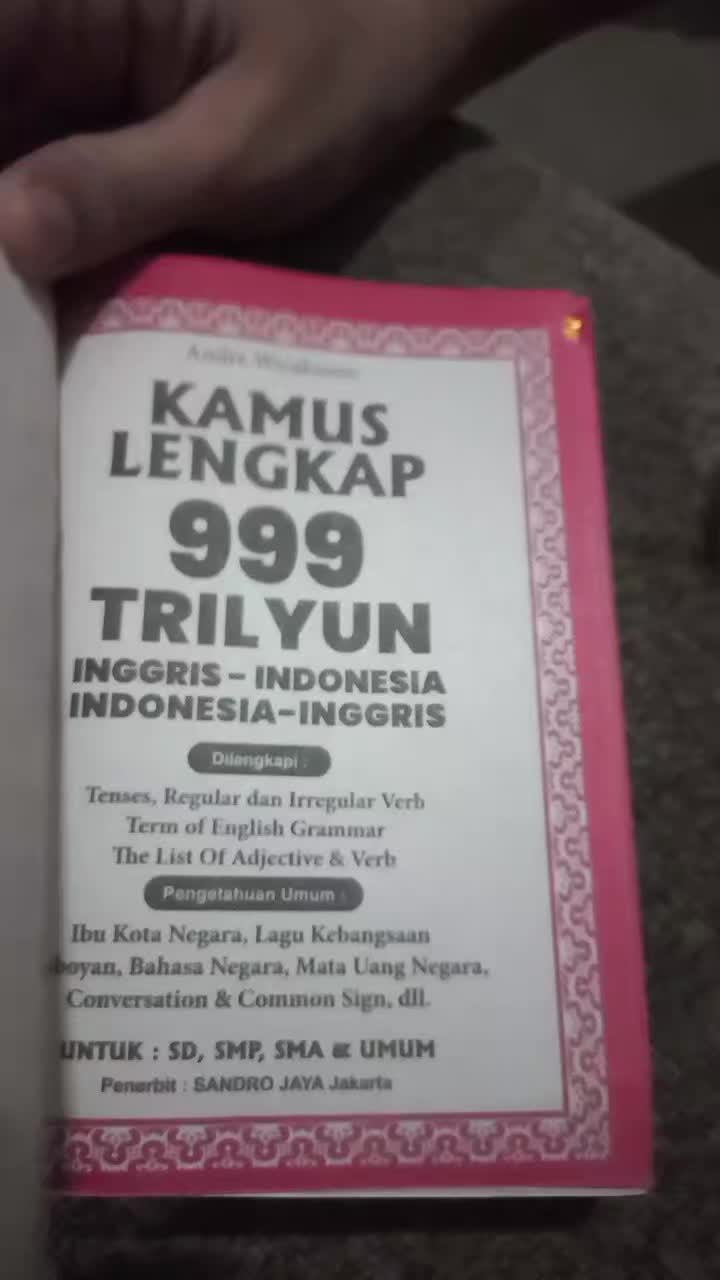 KAMUS
LENGKAP
999
TRILYUN
INGGRIS – INDONESIA
INDONESIA–INGGRIS
Dilengkapi :
Tenses, Regular dan Irregular Verb
Term of English Grammar
The List Of Adjective & Verb
Pengetahuan Umum :
Ibu Kota Negara, Lagu Kebangsaan
Bahasa Negara, Mata Uang Negara,
Conversation & Common Sign, dll.
UNTUK : SD, SMP, SMA & UMUM
Penerbit : SANDRO JAYA Jakarta